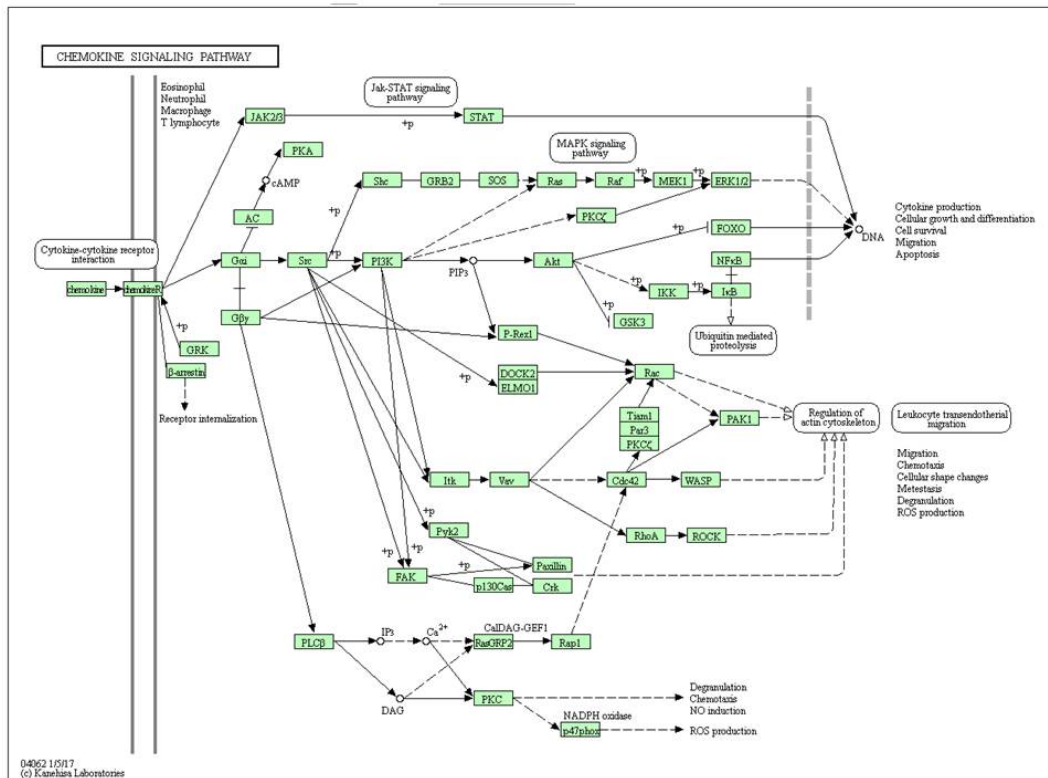 CHEMOKINE SIGNALING PATHWAY
Eosinophil
Neutrophil
Macrophage
T lymphocyte
Jak-STAT signaling
pathway
JAK2/3
+p
STAT
MAPK signaling
pathway
PKA
cAMP
AC
Shc
GRB2
SOS
Ras
Raf
+p
MEK1
+p
ERK1/2
+p
PKCζ
Cytokine production
Cellular growth and differentiation
Cell survival
Migration
Apoptosis
+p
FOXO
DNA
Cytokine-cytokine receptor
interaction
Gαi
Src
+p
PI3K
PIP3
Akt
NFκB
chemokine
chemokineR
+p
IKK
+p
IκB
Gβγ
GSK3
P-Rex1
Ubiquitin mediated
proteolysis
+p
GRK
β-arrestin
Receptor internalization
+p
DOCK2
ELMO1
Rac
Tiam1
Par3
PKCζ
PAK1
Regulation of
actin cytoskeleton
Leukocyte transendotherial
migration
Migration
Chemotaxis
Cellular shape changes
Metastasis
Degranulation
ROS production
Itk
Vav
Cdc42
WASP
+p
Pyk2
RhoA
ROCK
+p
+p
FAK
+p
Paxillin
p130Cas
Crk
PLCβ
IP3
Ca2+
CalDAG-GEF1
RasGRP2
Rap1
DAG
PKC
Degranulation
Chemotaxis
NO induction
NADPH oxidase
p47phox
ROS production
04062 1/5/17
(c) Kanehisa Laboratories